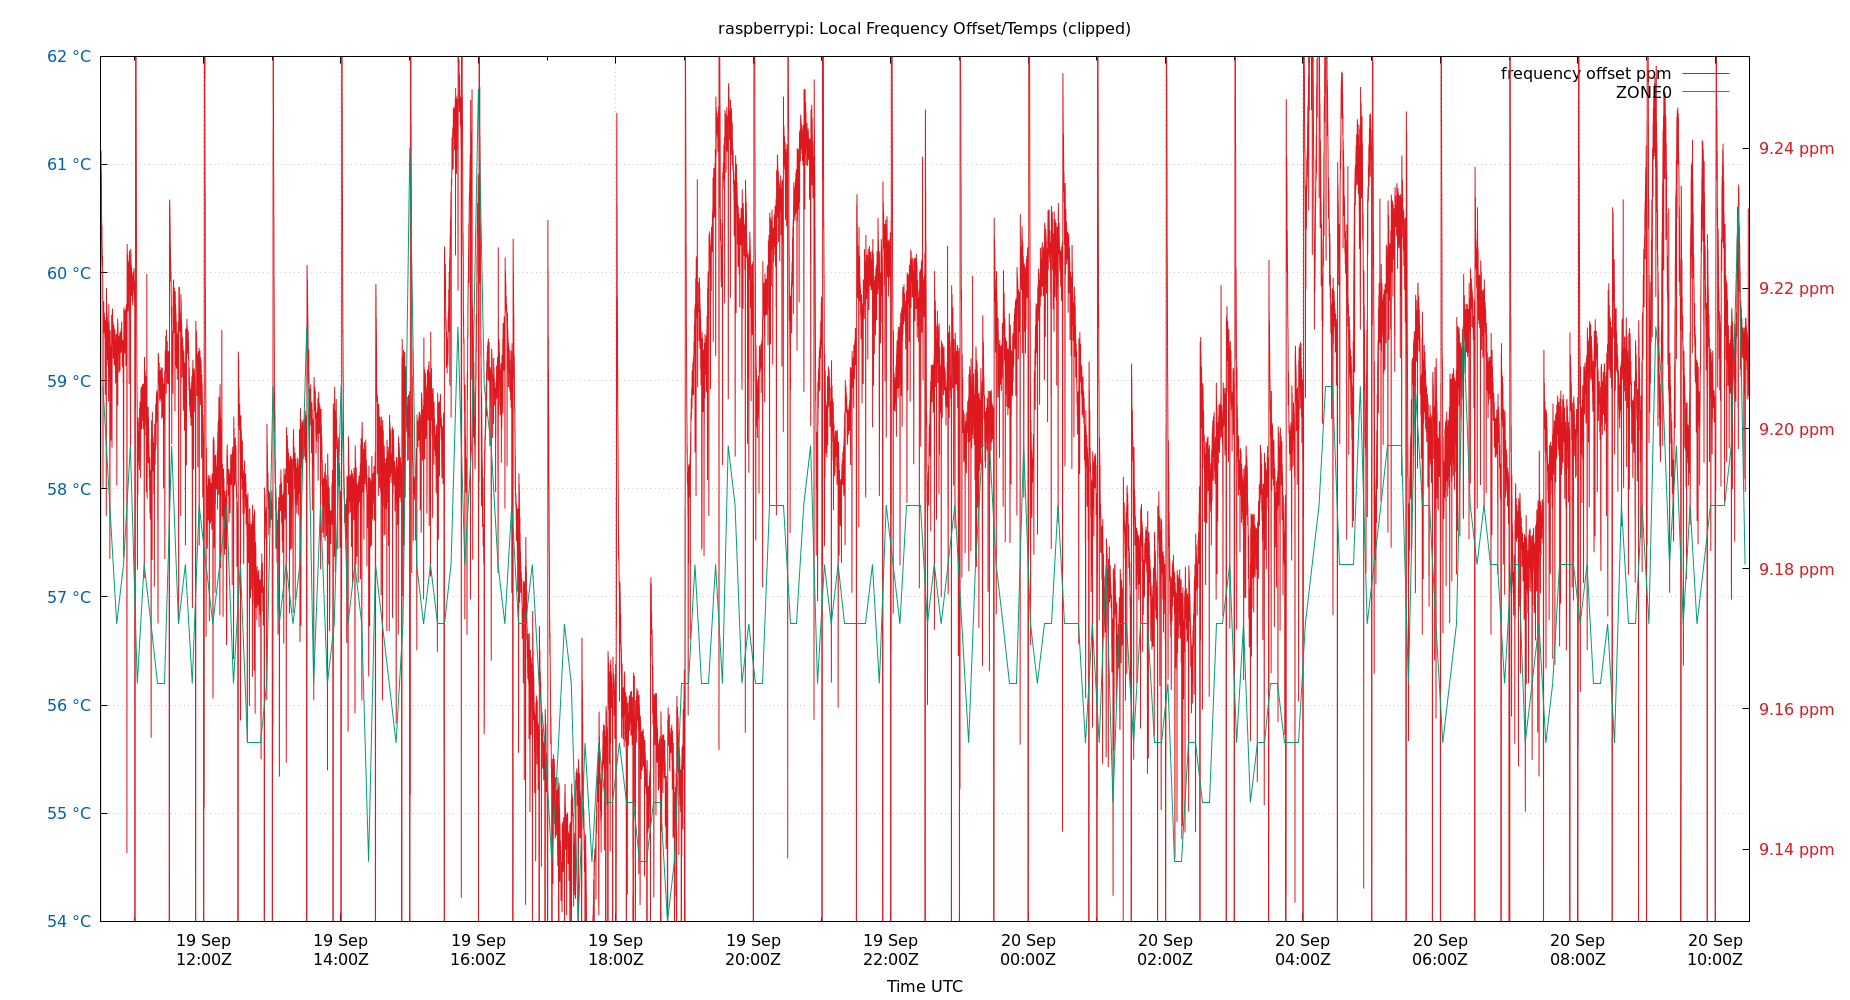 raspberrypi: Local Frequency Offset/Temps (clipped)
62 °C
61 °C
60 °C
59 °C
58 °C
57 °C
56 °C
55 °C
54 °C
frequency offset ppm
ZONE0
9.24 ppm
9.22 ppm
9.20 ppm
9.18 ppm
9.16 ppm
9.14 ppm
19 Sep 19 Sep 19 Sep 19 Sep 19 Sep 19 Sep 20 Sep 20 Sep 20 Sep 20 Sep 20 Sep 20 Sep
12:00Z 14:00Z 16:00Z 18:00Z 20:00Z 22:00Z 00:00Z 02:00Z 04:00Z 06:00Z 08:00Z 10:00Z
Time UTC